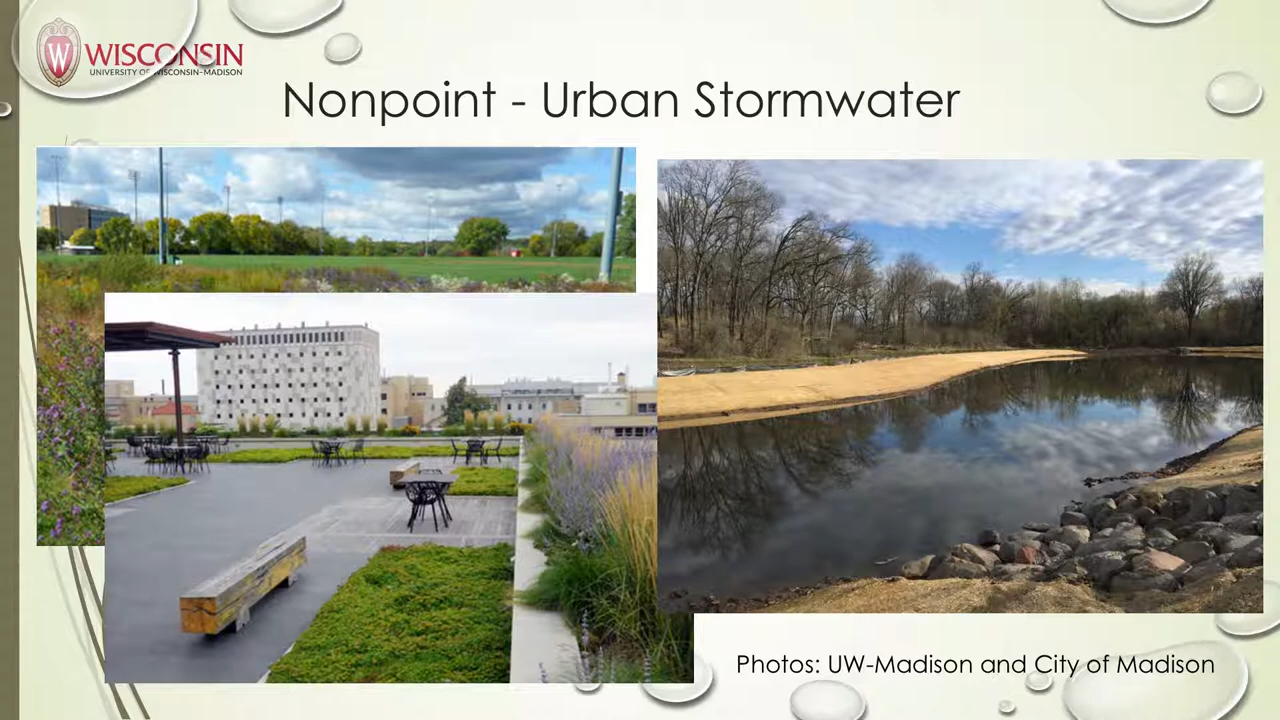 W
WISCONSIN
UNIVERSITY OF WISCONSIN-MADISON
Nonpoint - Urban Stormwater
Photos: UW-Madison and City of Madison